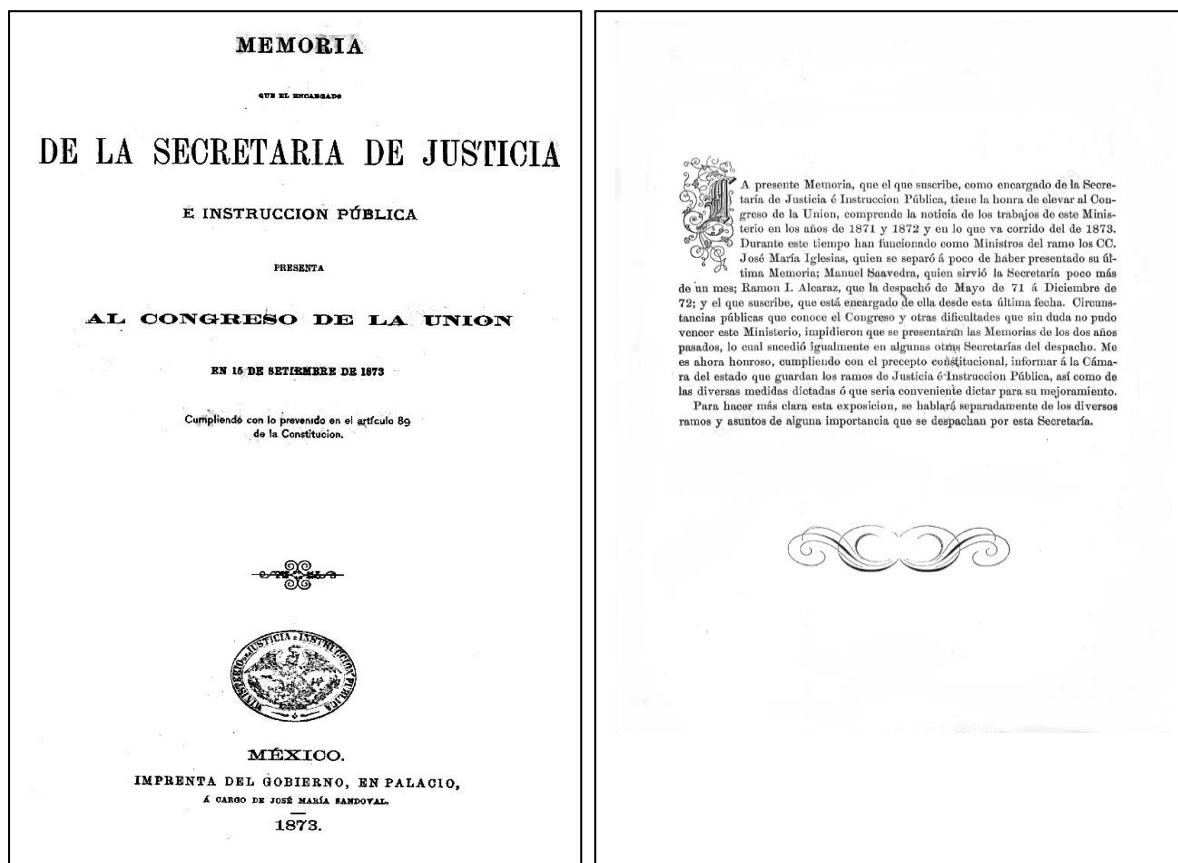 MEMORIA
QUE EL ENCARGADO
DE LA SECRETARIA DE JUSTICIA
E INSTRUCCION PÚBLICA
PRESENTA
AL CONGRESO DE LA UNION
EN 15 DE SETIEMBRE DE 1873
Cumpliendo con lo prevenido en el artículo 89
de la Constitucion.
MINISTERIO DE JUSTICIA E INSTRUCCION PUBLICA
MÉXICO.
IMPRENTA DEL GOBIERNO, EN PALACIO,
Á CARGO DE JOSÉ MARÍA SANDOVAL.
1873.
LA presente Memoria, que el que suscribe, como encargado de la Secre-
taría de Justicia é Instruccion Pública, tiene la honra de elevar al Con-
greso de la Union, comprende la noticia de los trabajos de este Minis-
terio en los años de 1871 y 1872 y en lo que va corrido del de 1873.
Durante este tiempo han funcionado como Ministros del ramo los CC.
José María Iglesias, quien se separó á poco de haber presentado su úl-
tima Memoria; Manuel Saavedra, quien sirvió la Secretaría poco más
de un mes; Ramon I. Alcaraz, que la despachó de Mayo de 71 á Diciembre de
72; y el que suscribe, que está encargado de ella desde esta última fecha. Circuns-
tancias públicas que conoce el Congreso y otras dificultades que sin duda no pudo
vencer este Ministerio, impidieron que se presentaran las Memorias de los dos años
pasados, lo cual sucedió igualmente en algunas otras Secretarías del despacho. Me
es ahora honroso, cumpliendo con el precepto constitucional, informar á la Cáma-
ra del estado que guardan los ramos de Justicia é Instruccion Pública, así como de
las diversas medidas dictadas ó que seria conveniente dictar para su mejoramiento.
Para hacer más clara esta exposicion, se hablará separadamente de los diversos
ramos y asuntos de alguna importancia que se despachan por esta Secretaría.